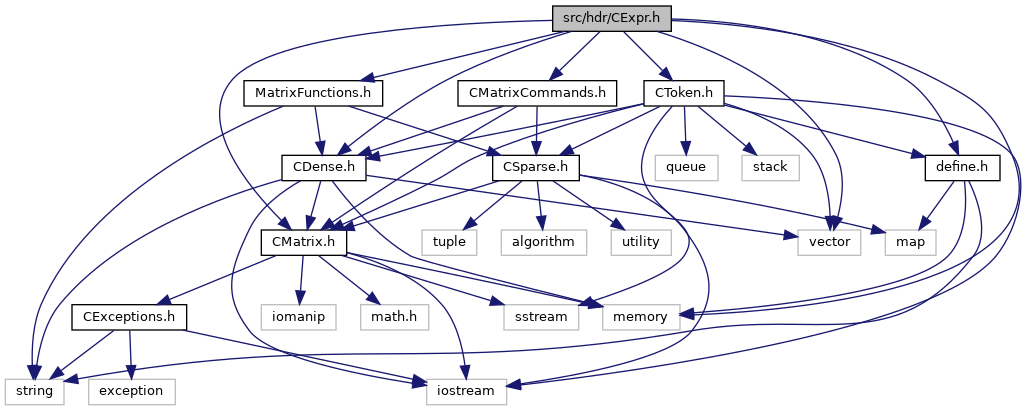 src/hdr/CExpr.h
MatrixFunctions.h
CMatrixCommands.h
CToken.h
CDense.h
CSparse.h
queue
stack
define.h
CMatrix.h
tuple
algorithm
utility
vector
map
CExceptions.h
iomanip
math.h
sstream
memory
string
exception
iostream